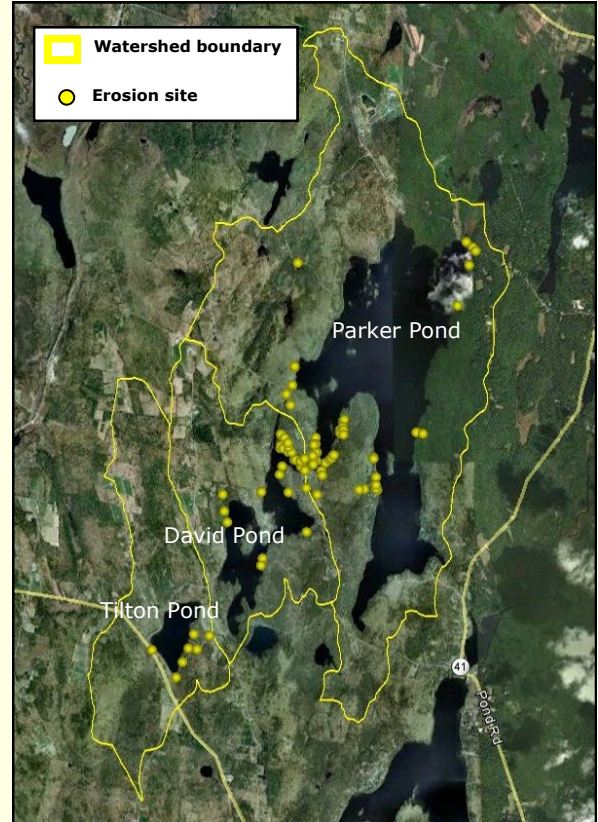 Watershed boundary
Erosion site
Parker Pond
David Pond
Tilton Pond
41
Pond Rd